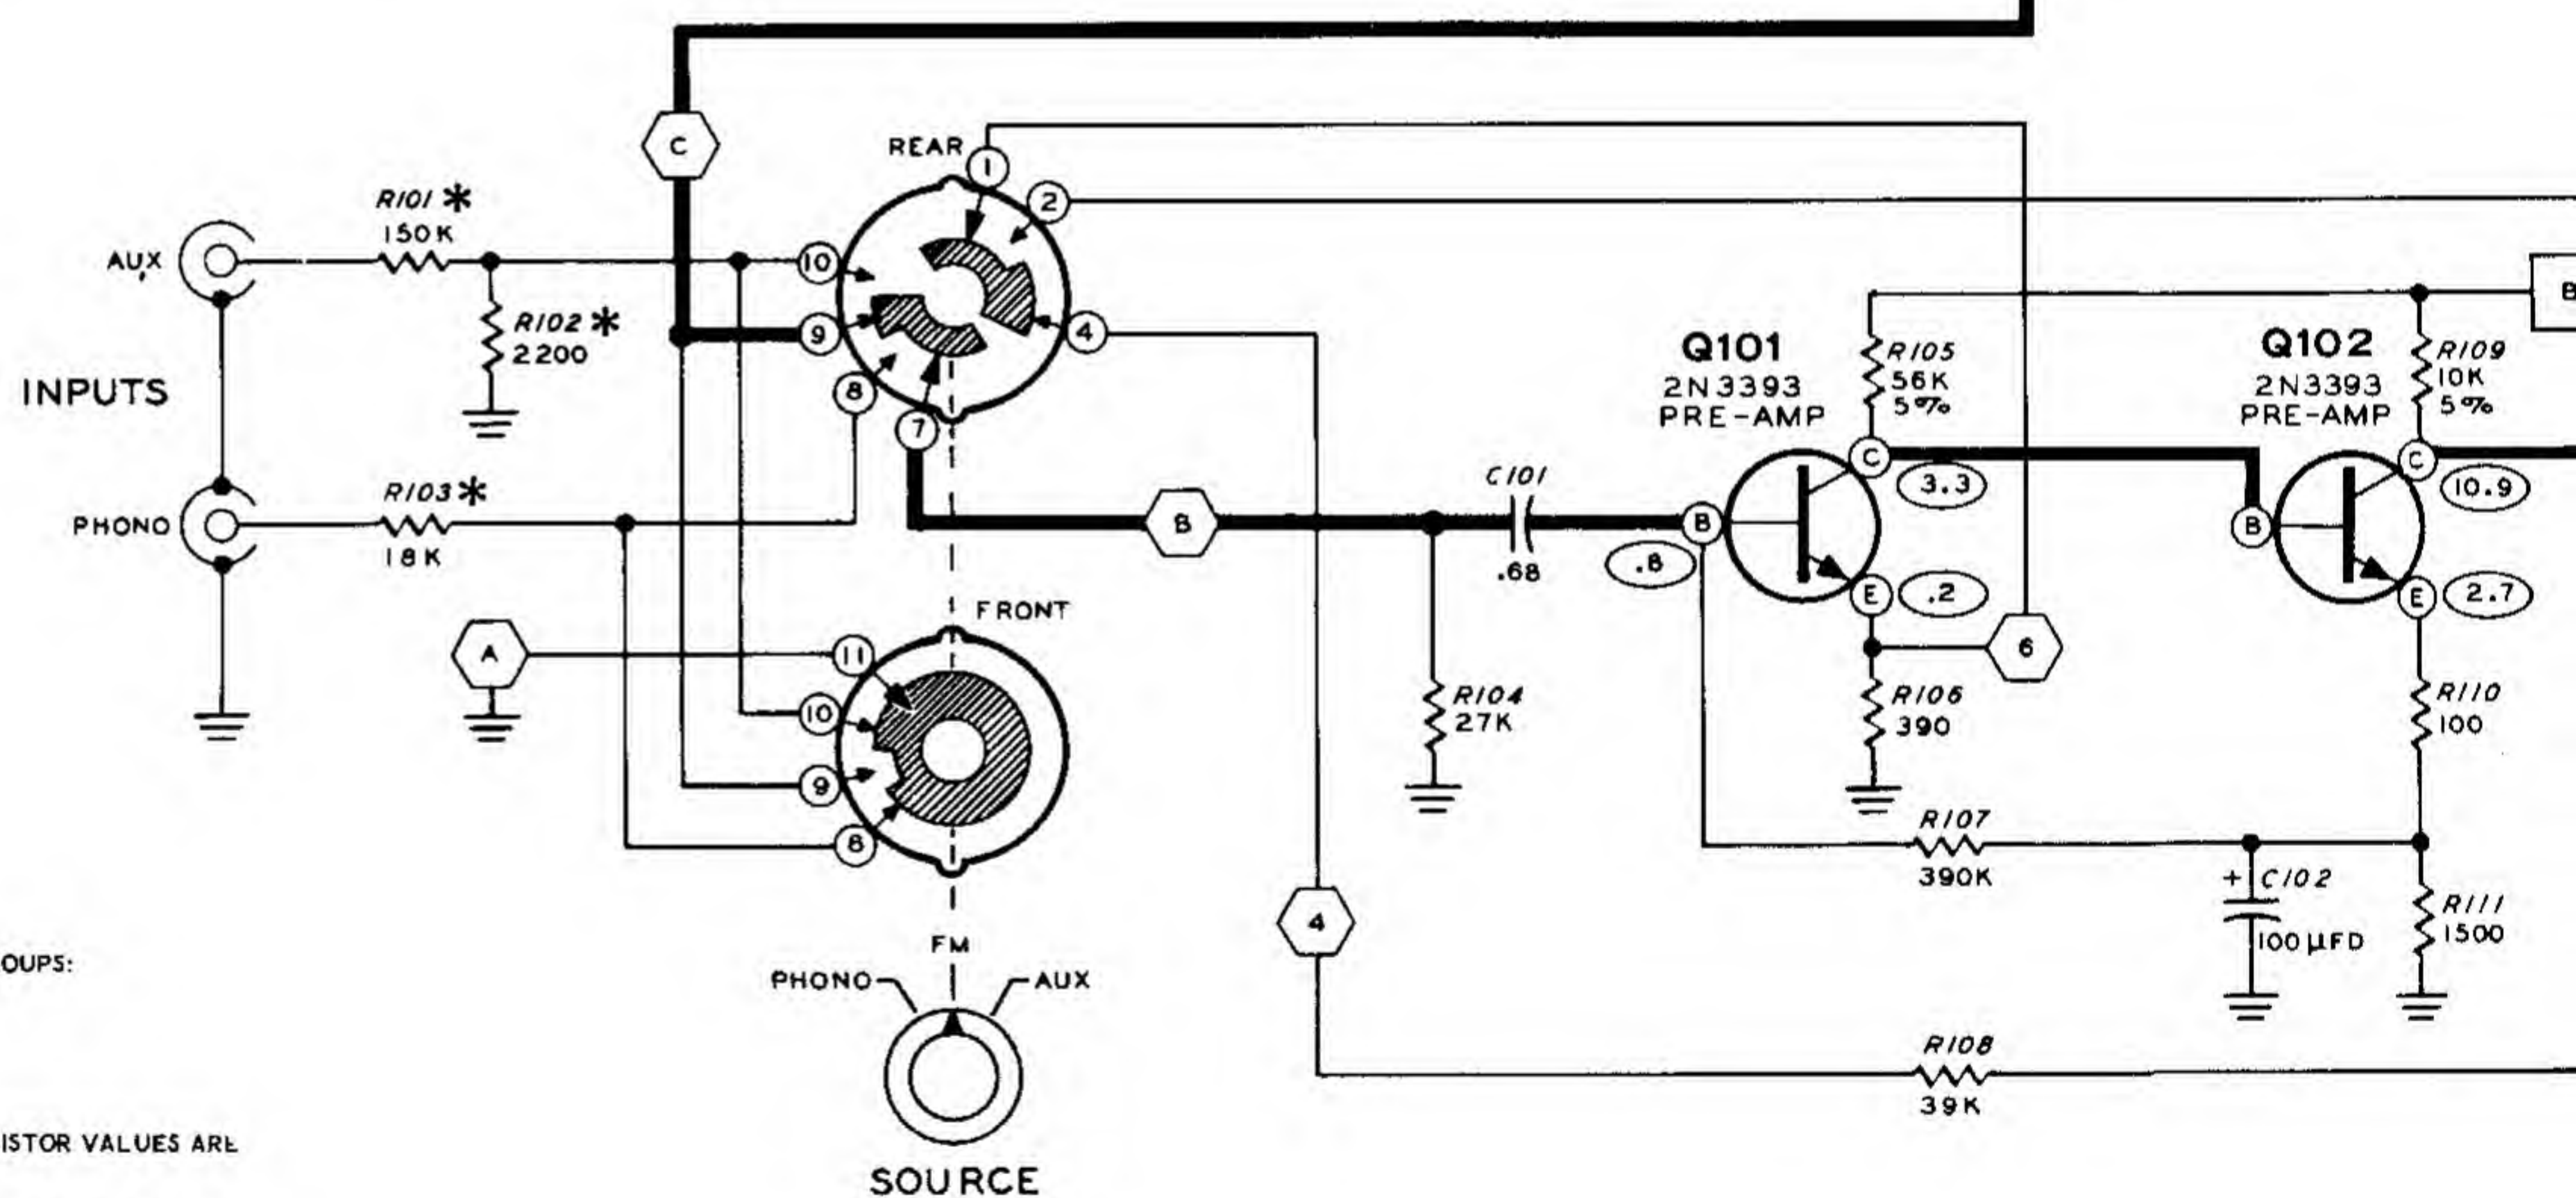 C
REAR
1
2
R101*
150K
AUX
10
R102*
2200
9
4
8
7
INPUTS
R103*
PHONO
18K
B
C101
.68
Q101
2N3393
PRE-AMP
R105
56K
5%
C
3.3
B
.8
E
.2
Q102
2N3393
PRE-AMP
R109
10K
5%
B
C
10.9
B
E
2.7
FRONT
A
11
10
9
8
R104
27K
R106
390
6
R110
100
R107
390K
+ C102
100 µFD
R111
1500
4
R108
39K
FM
PHONO
AUX
SOURCE
OUPS:
ISTOR VALUES ARE